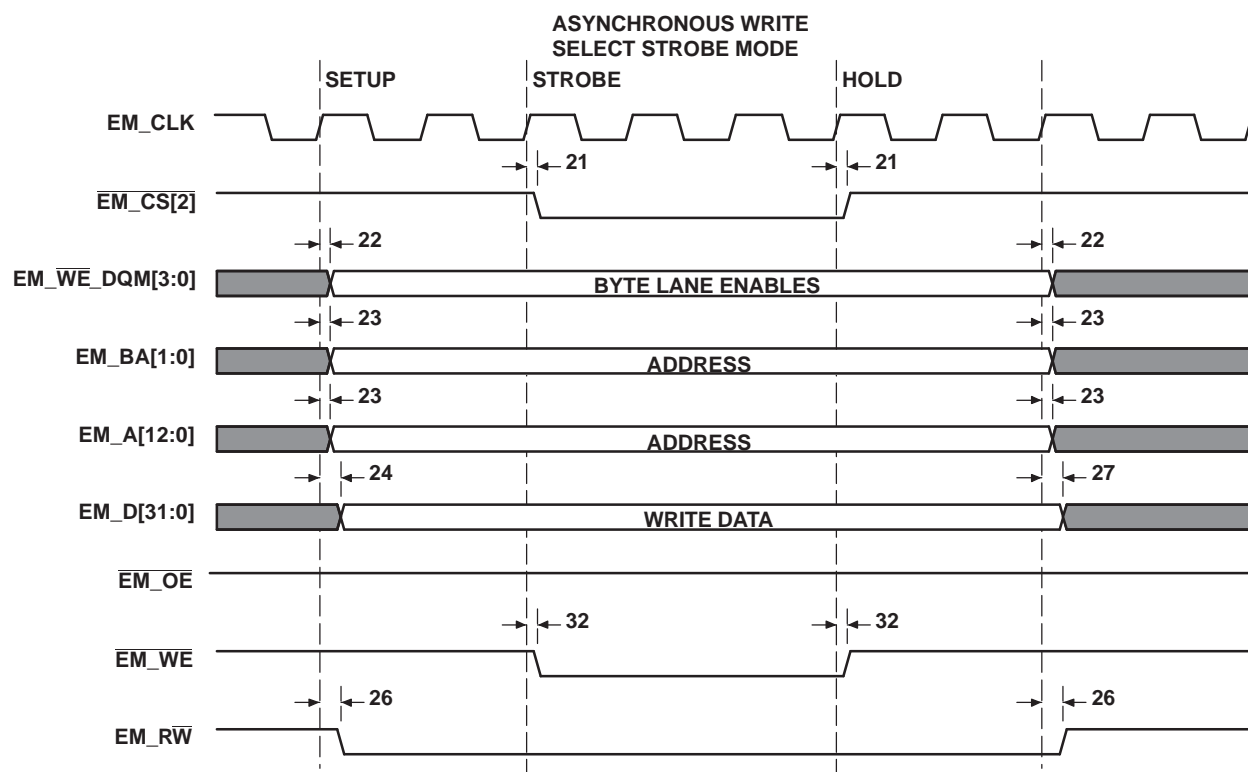 ASYNCHRONOUS WRITE
SELECT STROBE MODE
SETUP STROBE HOLD
EM_CLK
21 21
EM_CS[2]
22 22
EM_WE_DQM[3:0] BYTE LANE ENABLES
23 23
EM_BA[1:0] ADDRESS
23 23
EM_A[12:0] ADDRESS
24 27
EM_D[31:0] WRITE DATA
EM_OE
32 32
EM_WE
26 26
EM_RW